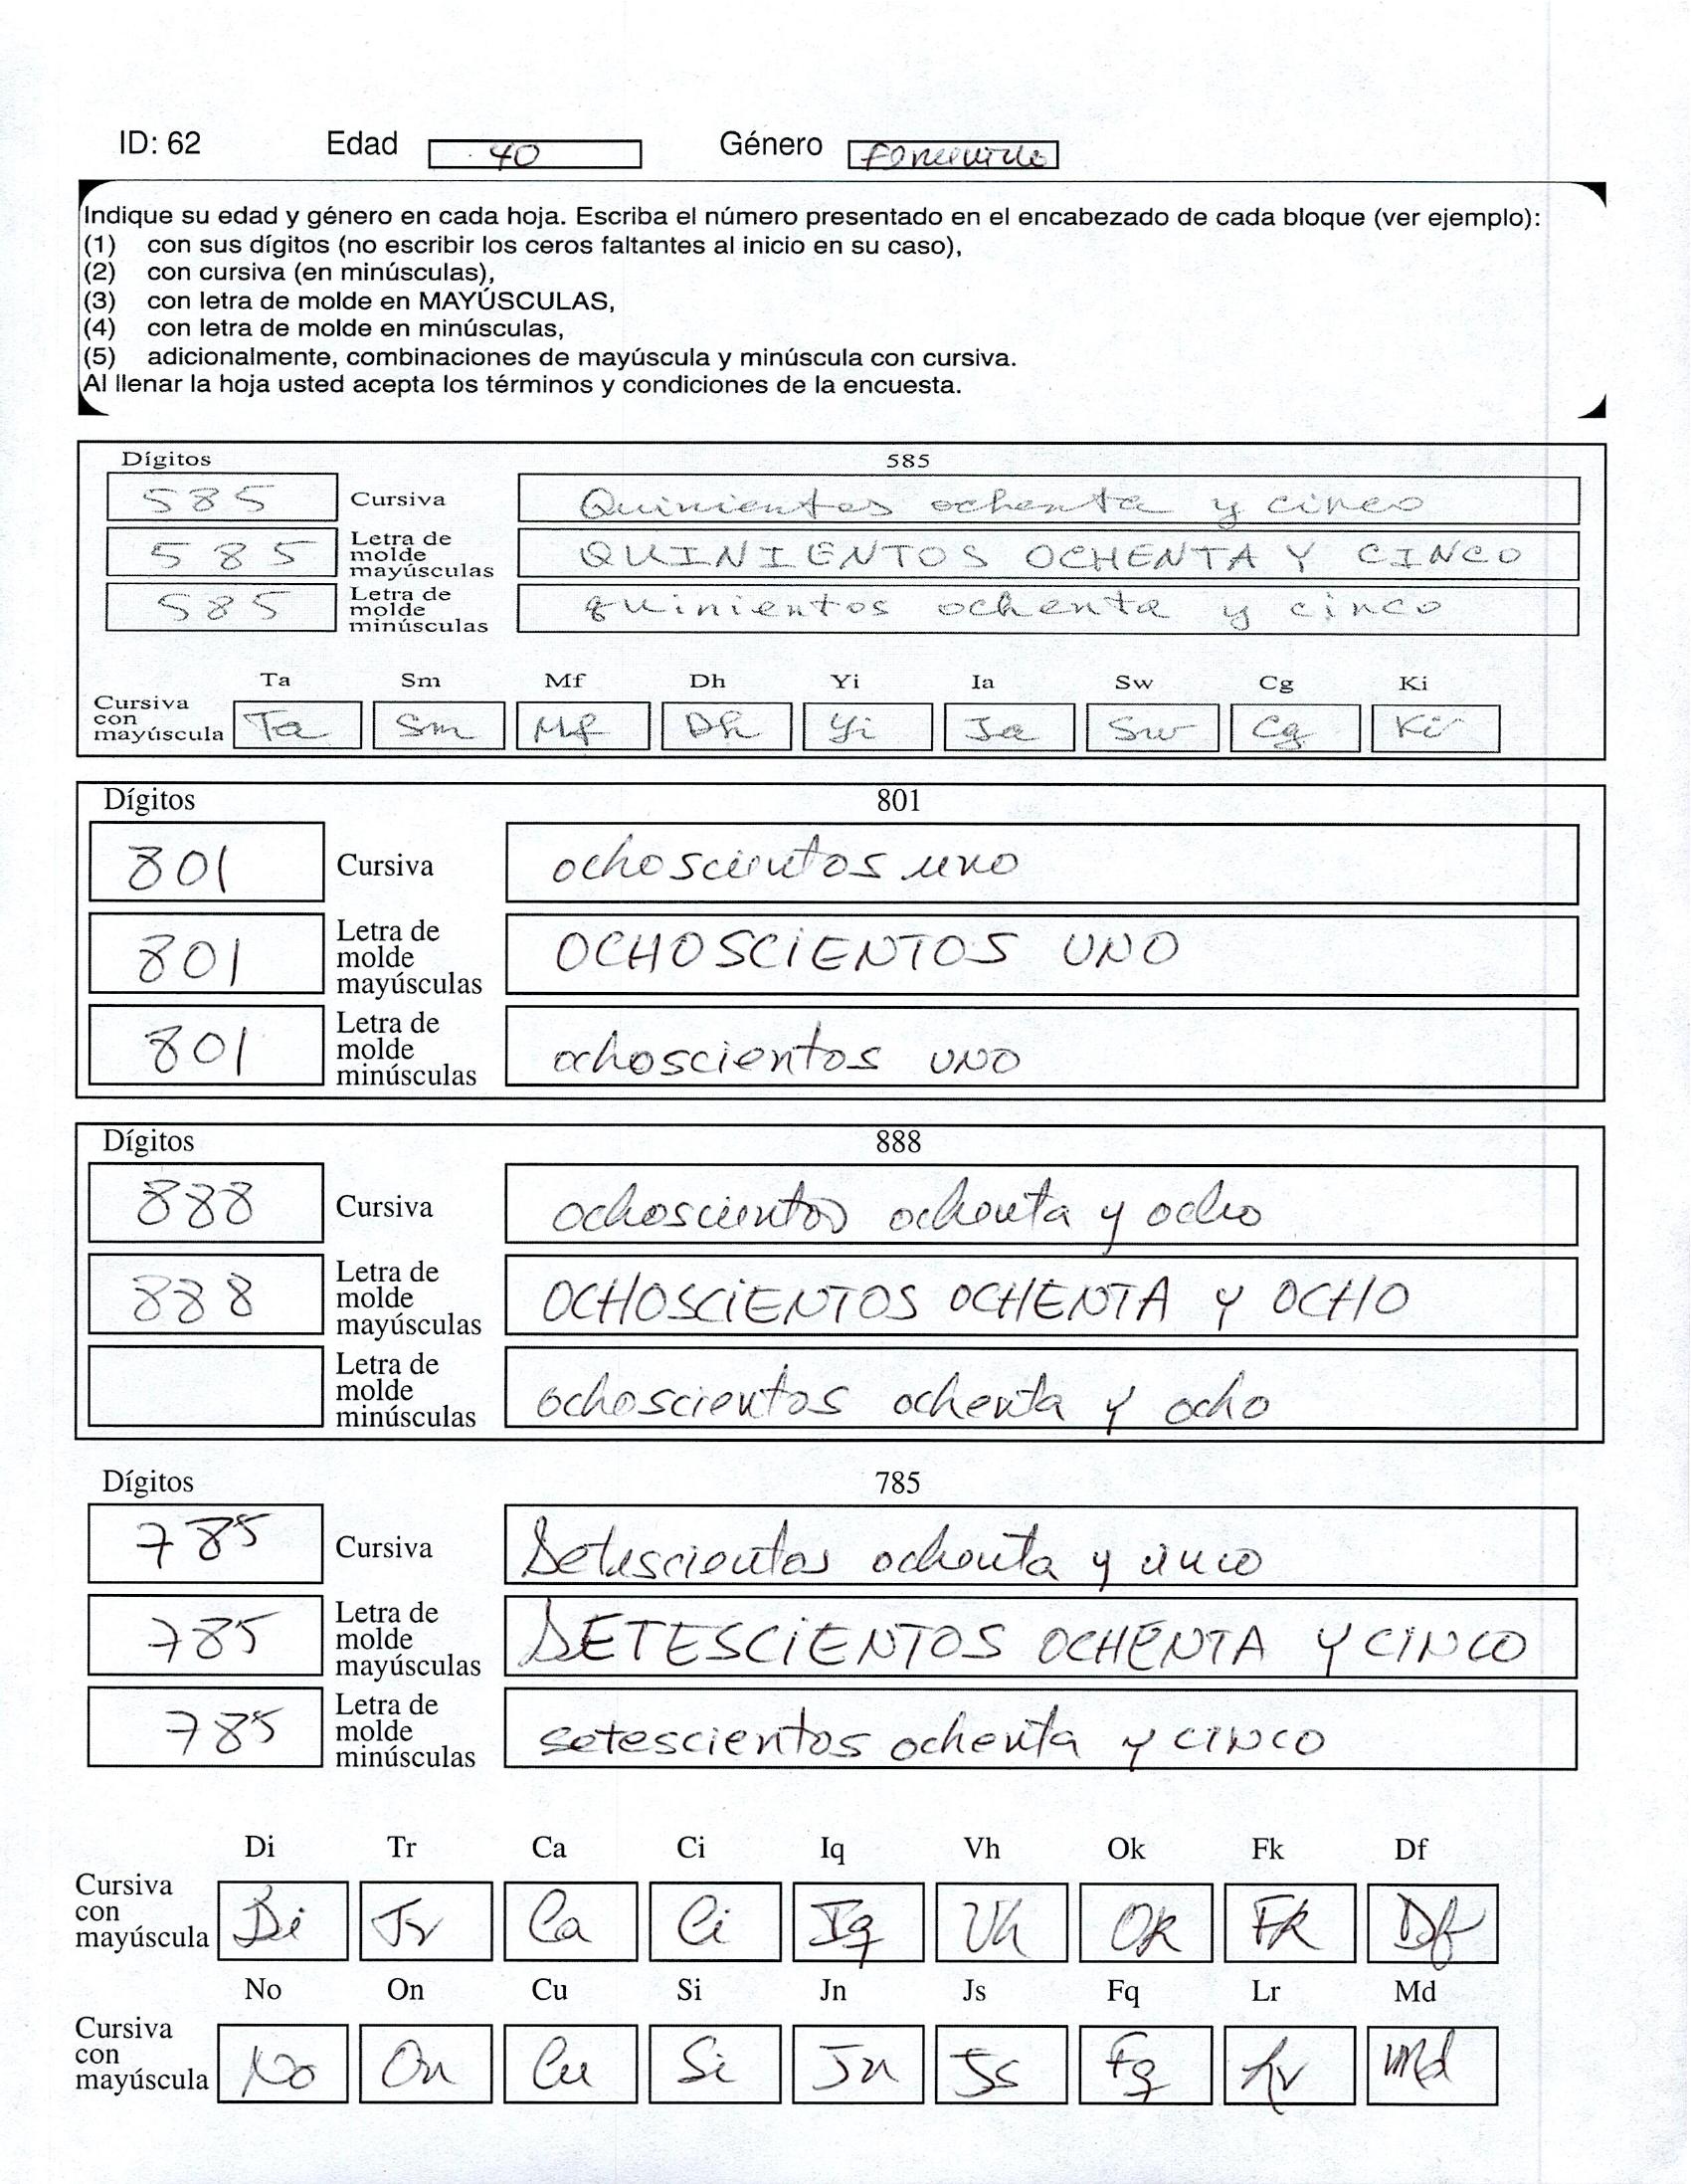 ID: 62 Edad 40 Género
Indique su edad y género en cada hoja. Escriba el número presentado en el encabezado de cada bloque (ver ejemplo):
(1) con sus dígitos (no escribir los ceros faltantes al inicio en su caso),
(2) con cursiva (en minúsculas),
(3) con letra de molde en MAYÚSCULAS,
(4) con letra de molde en minúsculas,
(5) adicionalmente, combinaciones de mayúscula y minúscula con cursiva.
Al llenar la hoja usted acepta los términos y condiciones de la encuesta.
Dígitos 585
585 Cursiva Quinientos ochenta y cinco
585 Letra de molde mayúsculas QUINIENTOS OCHENTA Y CINCO
585 Letra de molde minúsculas quinientos ochenta y cinco
Ta Sm Mf Dh Yi Ia Sw Cg Ki
Cursiva con mayúscula Ta Sm Mf Dh Yi Ia Sw Cg Ki
Dígitos 801
801 Cursiva ochoscientos uno
801 Letra de molde mayúsculas OCHOSCiENTOS UNO
801 Letra de molde minúsculas ochoscientos uno
Dígitos 888
888 Cursiva ochoscientos ochenta y ocho
888 Letra de molde mayúsculas OCHOSCiENTOS OCHENTA Y OCHO
Letra de molde minúsculas ochoscientos ochenta y ocho
Dígitos 785
785 Cursiva Setescientos ochenta y cinco
785 Letra de molde mayúsculas SETESCiENTOS OCHENTA Y CINCO
785 Letra de molde minúsculas setescientos ochenta y cinco
Di Tr Ca Ci Iq Vh Ok Fk Df
Cursiva con mayúscula Di Tr Ca Ci Iq Vh Ok Fk Df
No On Cu Si Jn Js Fq Lr Md
Cursiva con mayúscula No On Cu Si Jn Js Fq Lr Md